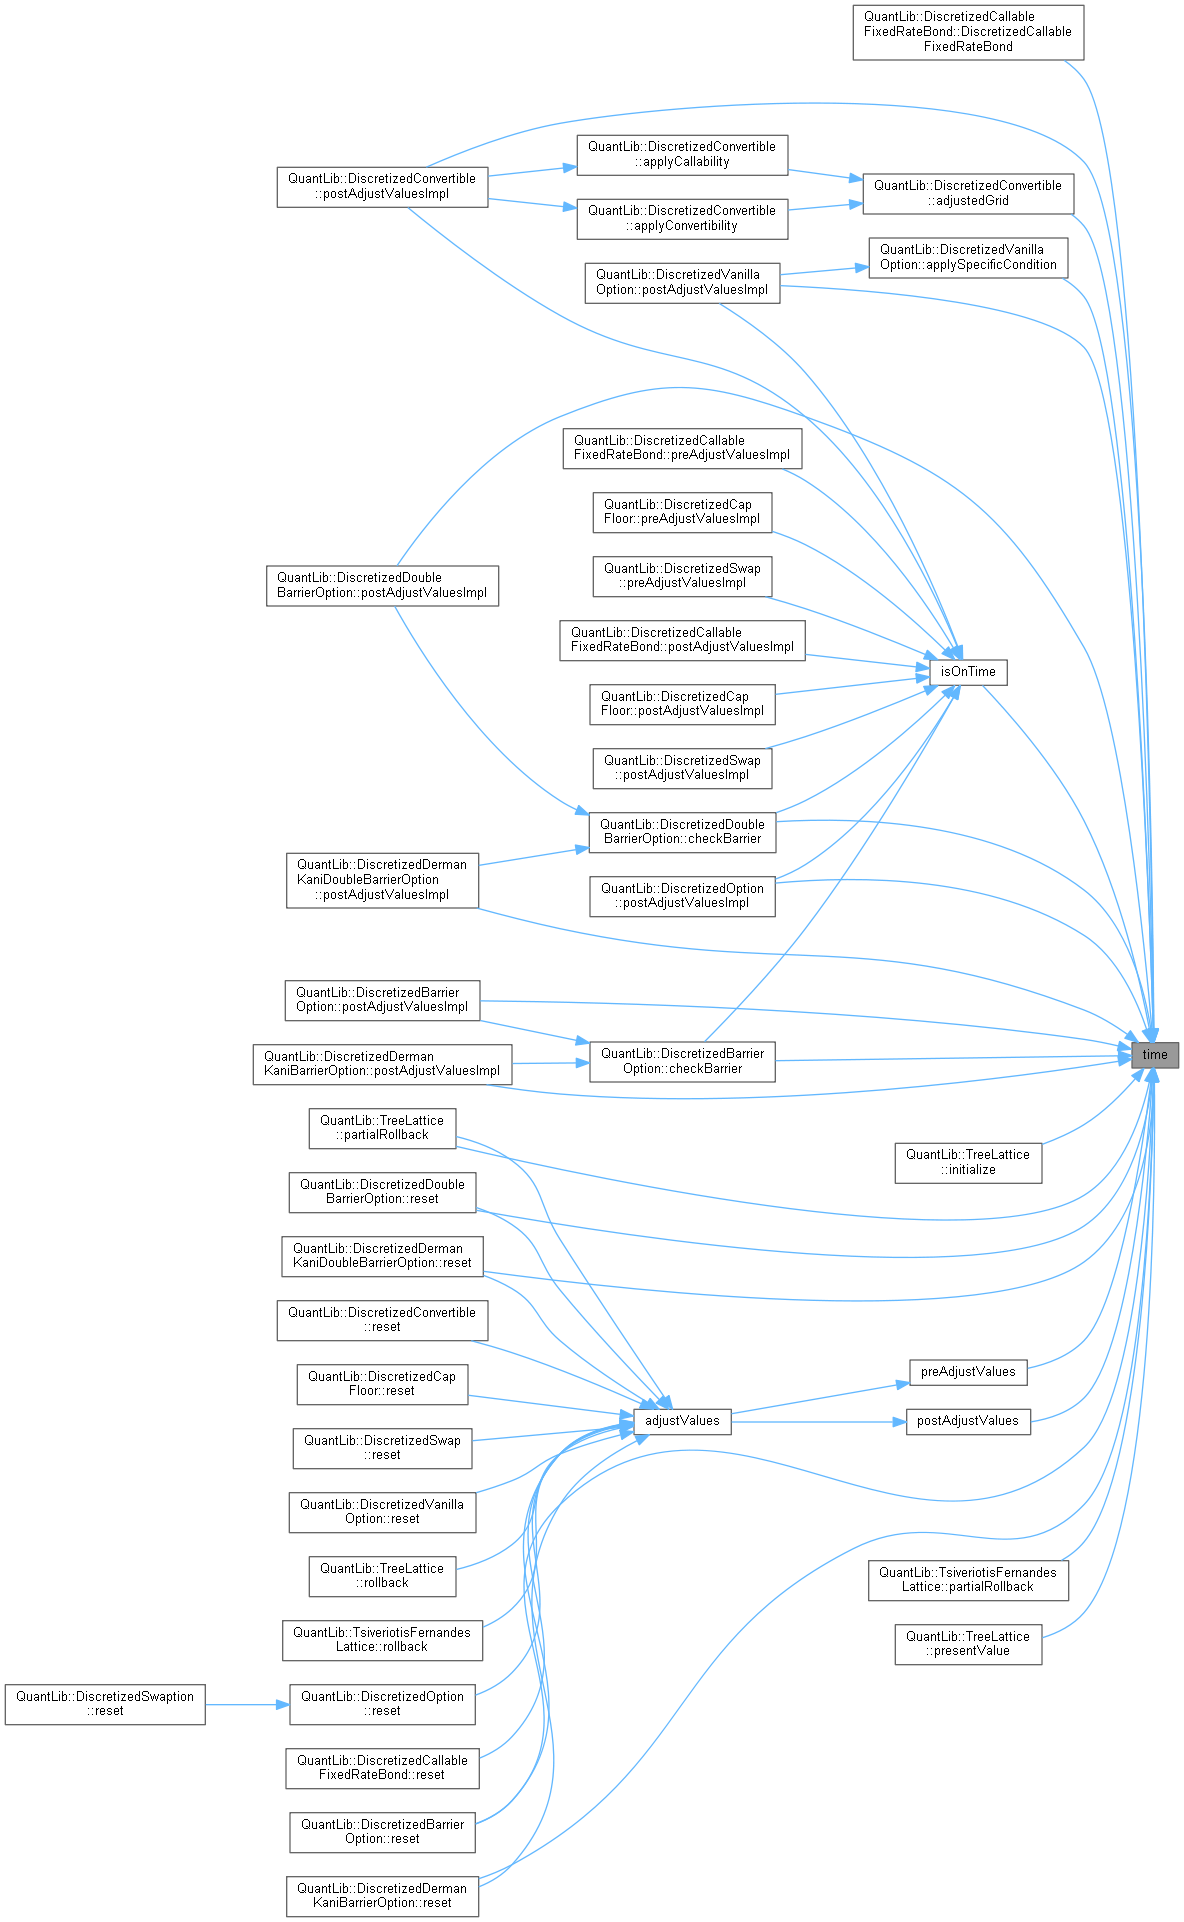 QuantLib::DiscretizedCallable
FixedRateBond::DiscretizedCallable
FixedRateBond
QuantLib::DiscretizedConvertible
::applyCallability
QuantLib::DiscretizedConvertible
::postAdjustValuesImpl
QuantLib::DiscretizedConvertible
::adjustedGrid
QuantLib::DiscretizedConvertible
::applyConvertibility
QuantLib::DiscretizedVanilla
Option::applySpecificCondition
QuantLib::DiscretizedVanilla
Option::postAdjustValuesImpl
QuantLib::DiscretizedCallable
FixedRateBond::preAdjustValuesImpl
QuantLib::DiscretizedCap
Floor::preAdjustValuesImpl
QuantLib::DiscretizedSwap
::preAdjustValuesImpl
QuantLib::DiscretizedDouble
BarrierOption::postAdjustValuesImpl
QuantLib::DiscretizedCallable
FixedRateBond::postAdjustValuesImpl
isOnTime
QuantLib::DiscretizedCap
Floor::postAdjustValuesImpl
QuantLib::DiscretizedSwap
::postAdjustValuesImpl
QuantLib::DiscretizedDouble
BarrierOption::checkBarrier
QuantLib::DiscretizedDerman
KaniDoubleBarrierOption
::postAdjustValuesImpl
QuantLib::DiscretizedOption
::postAdjustValuesImpl
QuantLib::DiscretizedBarrier
Option::postAdjustValuesImpl
QuantLib::DiscretizedBarrier
Option::checkBarrier
time
QuantLib::DiscretizedDerman
KaniBarrierOption::postAdjustValuesImpl
QuantLib::TreeLattice
::partialRollback
QuantLib::TreeLattice
::initialize
QuantLib::DiscretizedDouble
BarrierOption::reset
QuantLib::DiscretizedDerman
KaniDoubleBarrierOption::reset
QuantLib::DiscretizedConvertible
::reset
QuantLib::DiscretizedCap
Floor::reset
preAdjustValues
adjustValues
postAdjustValues
QuantLib::DiscretizedSwap
::reset
QuantLib::DiscretizedVanilla
Option::reset
QuantLib::TreeLattice
::rollback
QuantLib::TsiveriotisFernandes
Lattice::partialRollback
QuantLib::TsiveriotisFernandes
Lattice::rollback
QuantLib::TreeLattice
::presentValue
QuantLib::DiscretizedSwaption
::reset
QuantLib::DiscretizedOption
::reset
QuantLib::DiscretizedCallable
FixedRateBond::reset
QuantLib::DiscretizedBarrier
Option::reset
QuantLib::DiscretizedDerman
KaniBarrierOption::reset